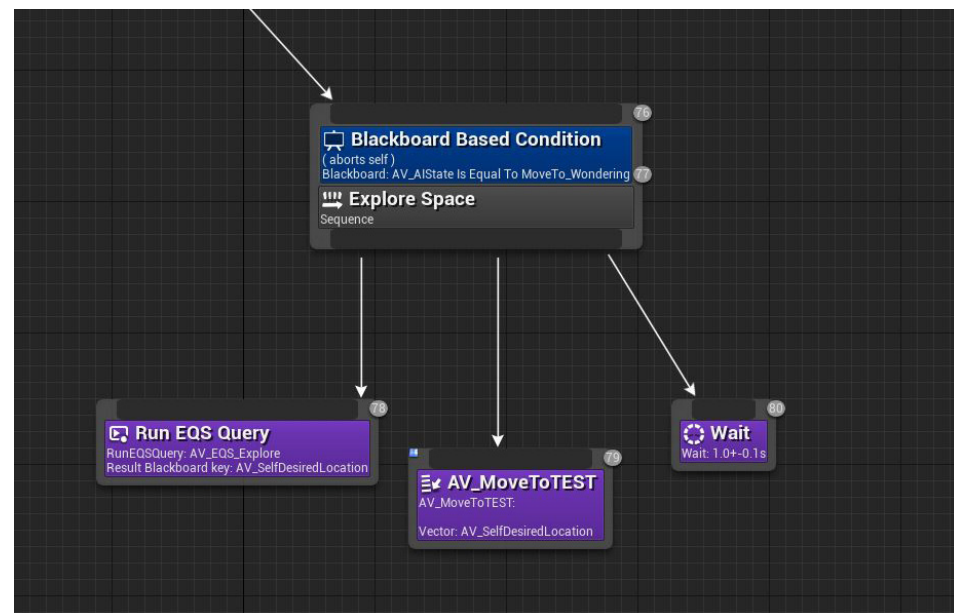 76
Blackboard Based Condition
( aborts self )
Blackboard: AV_AIState Is Equal To MoveTo_Wondering
77
Explore Space
Sequence
78
Run EQS Query
RunEQSQuery: AV_EQS_Explore
Result Blackboard key: AV_SelfDesiredLocation
79
AV_MoveToTEST
AV_MoveToTEST:
Vector: AV_SelfDesiredLocation
80
Wait
Wait: 1.0+-0.1s